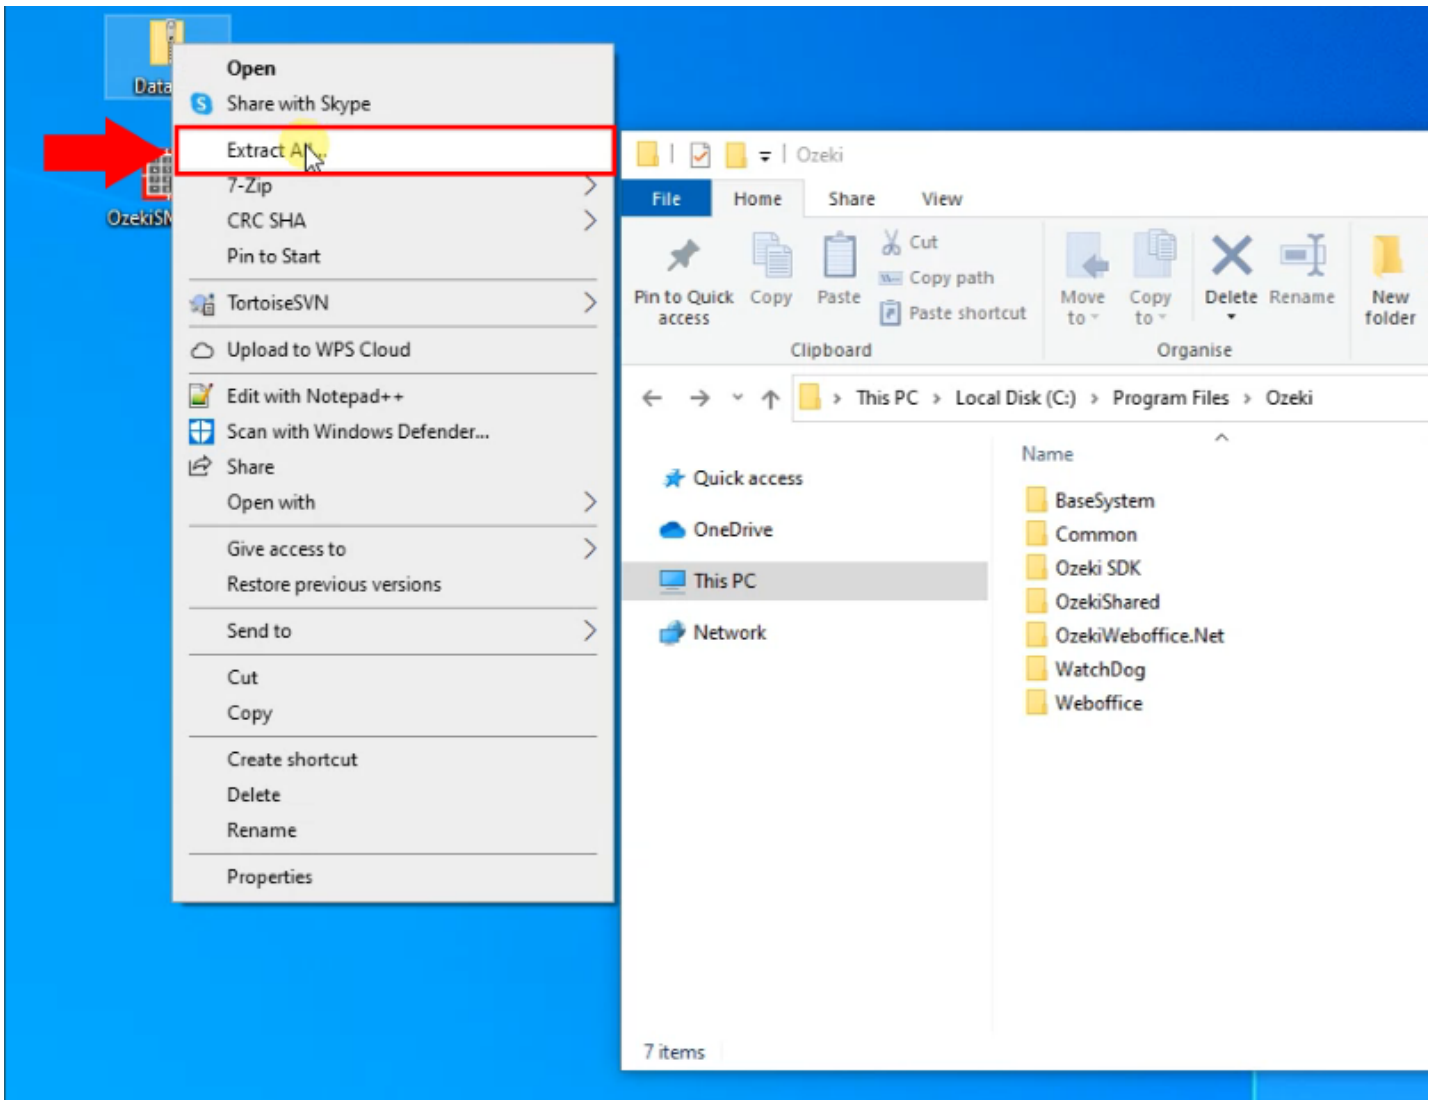 Data
OzekiSM
Open
Share with Skype
Extract A...
7-Zip
CRC SHA
Pin to Start
TortoiseSVN
Upload to WPS Cloud
Edit with Notepad++
Scan with Windows Defender...
Share
Open with
Give access to
Restore previous versions
Send to
Cut
Copy
Create shortcut
Delete
Rename
Properties
Ozeki
File Home Share View
Pin to Quick
access
Copy
Paste
Cut
Copy path
Paste shortcut
Clipboard
Move
to
Copy
to
Delete
Rename
Organise
New
folder
This PC > Local Disk (C:) > Program Files > Ozeki
Quick access
OneDrive
This PC
Network
Name
BaseSystem
Common
Ozeki SDK
OzekiShared
OzekiWeboffice.Net
WatchDog
Weboffice
7 items